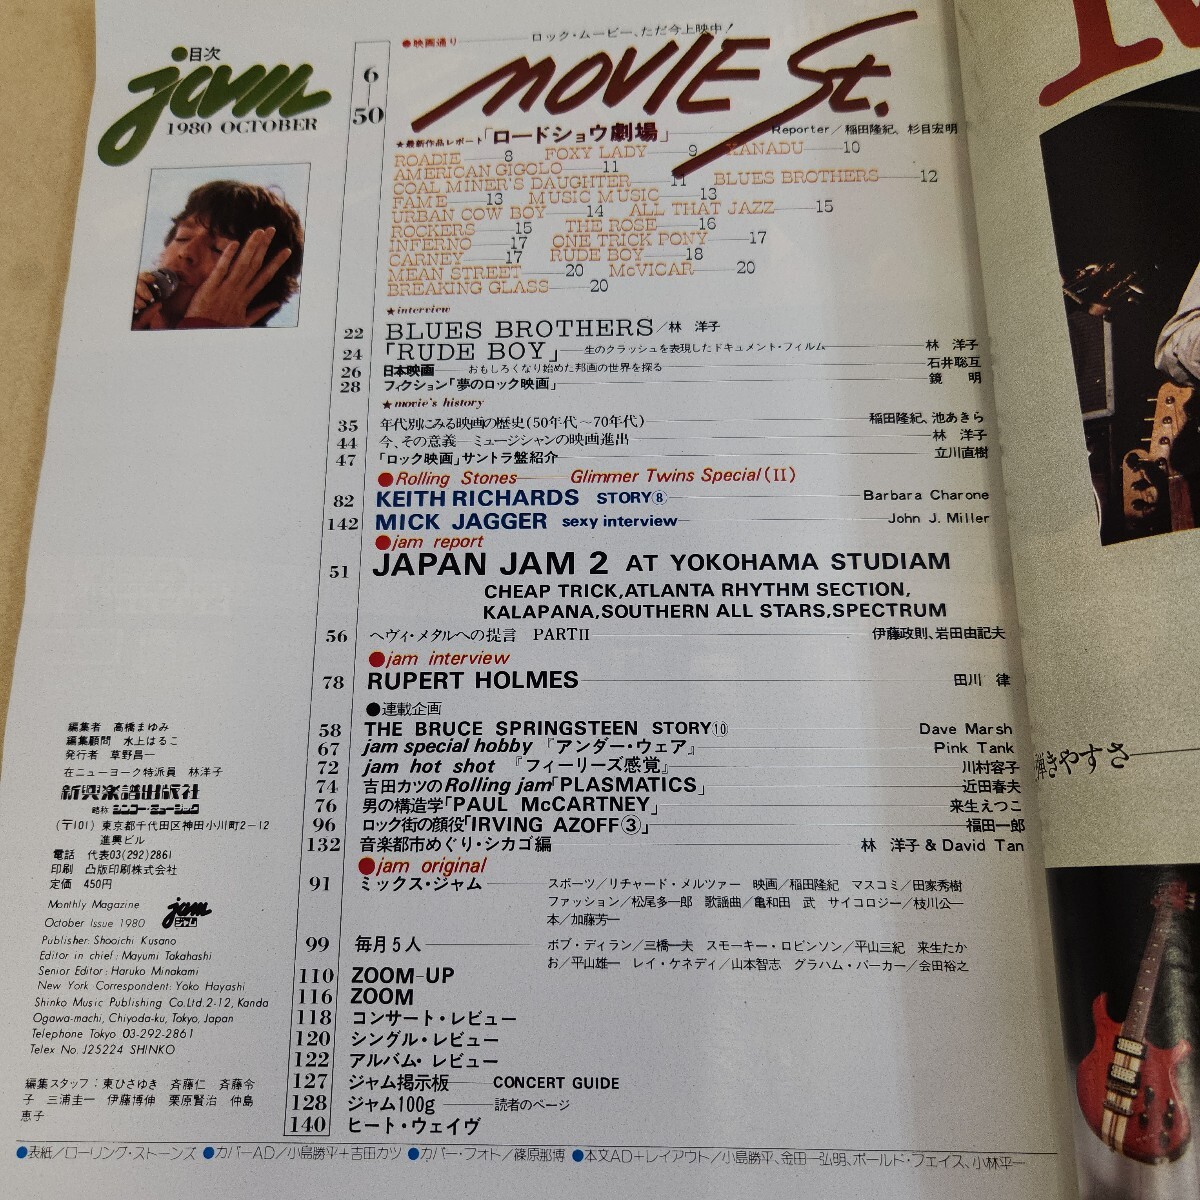 ●目次
jam
1980 OCTOBER
●映画通り ロック・ムービー、ただ今上映中!
6
50
MOVIE St.
★最新作品レポート「ロードショウ劇場」 Reporter/稲田隆紀、杉目宏明
ROADIE 8 FOXY LADY 9 XANADU 10
AMERICAN GIGOLO 11
COAL MINER'S DAUGHTER 11 BLUES BROTHERS 12
FAME 13 MUSIC MUSIC 13
URBAN COW BOY 14 ALL THAT JAZZ 15
ROCKERS 15 THE ROSE 16
INFERNO 17 ONE TRICK PONY 17
CARNEY 17 RUDE BOY 18
MEAN STREET 20 McVICAR 20
BREAKING GLASS 20
★interview
22 BLUES BROTHERS/林 洋子
24 「RUDE BOY」——生のクラッシュを表現したドキュメント・フィルム 林 洋子
26 日本映画——おもしろくなり始めた邦画の世界を探る 石井聡互
28 フィクション「夢のロック映画」 鏡 明
★movie's history
35 年代別にみる映画の歴史(50年代~70年代) 稲田隆紀、池あきら
44 今、その意義—ミュージシャンの映画進出 林 洋子
47 「ロック映画」サントラ盤紹介 立川直樹
●Rolling Stones——Glimmer Twins Special(II)
82 KEITH RICHARDS STORY⑧ Barbara Charone
142 MICK JAGGER sexy interview John J. Miller
●jam report
51 JAPAN JAM 2 AT YOKOHAMA STUDIAM
CHEAP TRICK,ATLANTA RHYTHM SECTION,
KALAPANA,SOUTHERN ALL STARS,SPECTRUM
56 ヘヴィ・メタルへの提言 PARTII 伊藤政則、岩田由記夫
●jam interview
78 RUPERT HOLMES 田川 律
●連載企画
58 THE BRUCE SPRINGSTEEN STORY⑩ Dave Marsh
67 jam special hobby『アンダー・ウェア』 Pink Tank
72 jam hot shot『フィーリーズ感覚』 川村容子
74 吉田カツのRolling jam「PLASMATICS」 近田春夫
76 男の構造学「PAUL McCARTNEY」 来生えつこ
96 ロック街の顔役「IRVING AZOFF③」 福田一郎
132 音楽都市めぐり・シカゴ編 林 洋子 & David Tan
●jam original
91 ミックス・ジャム スポーツ/リチャード・メルツァー 映画/稲田隆紀 マスコミ/田家秀樹
ファッション/松尾多一郎 歌謡曲/亀和田 武 サイコロジー/枝川公一
本/加藤芳一
99 毎月5人 ボブ・ディラン/三橋一夫 スモーキー・ロビンソン/平山三紀 来生たか
お/平山雄一 レイ・ケネディ/山本智志 グラハム・パーカー/会田裕之
110 ZOOM-UP
116 ZOOM
118 コンサート・レビュー
120 シングル・レビュー
122 アルバム・レビュー
127 ジャム掲示板——CONCERT GUIDE
128 ジャム100g——読者のページ
140 ヒート・ウェイヴ
編集者 高橋まゆみ
編集顧問 水上はるこ
発行者 草野昌一
在ニューヨーク特派員 林洋子
新興楽譜出版社
略称 シンコー・ミュージック
(〒101)東京都千代田区神田小川町2-12
進興ビル
電話 代表03(292)2861
印刷 凸版印刷株式会社
定価 450円
Monthly Magazine jam ジャム
October Issue 1980
Publisher: Shooichi Kusano
Editor in chief: Mayumi Takahashi
Senior Editor: Haruko Minakami
New York Correspondent: Yoko Hayashi
Shinko Music Publishing Co.Ltd.2-12, Kanda
Ogawa-machi, Chiyoda-ku, Tokyo, Japan
Telephone Tokyo 03-292-2861
Telex No. J25224 SHINKO
編集スタッフ:東ひさゆき 斉藤仁 斉藤令
子 三浦圭一 伊藤博伸 栗原賢治 仲島
恵子
●表紙/ローリング・ストーンズ ●カバーAD/小島勝平+吉田カツ ●カバー・フォト/篠原那博 ●本文AD+レイアウト/小島勝平、金田一弘明、ボールド・フェイス、小林平一
弾きやすさ